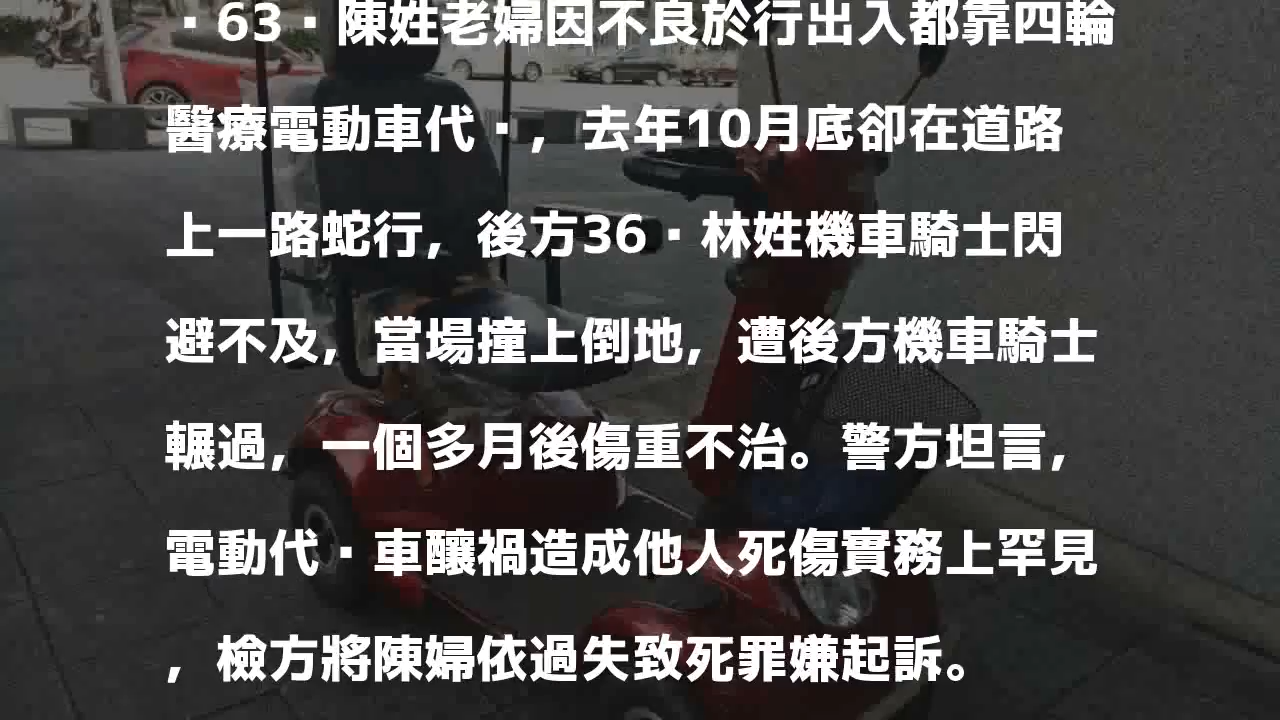 ·63·陳姓老婦因不良於行出入都靠四輪
醫療電動車代·，去年10月底卻在道路
上一路蛇行，後方36·林姓機車騎士閃
避不及，當場撞上倒地，遭後方機車騎士
輾過，一個多月後傷重不治。警方坦言，
電動代·車釀禍造成他人死傷實務上罕見
，檢方將陳婦依過失致死罪嫌起訴。